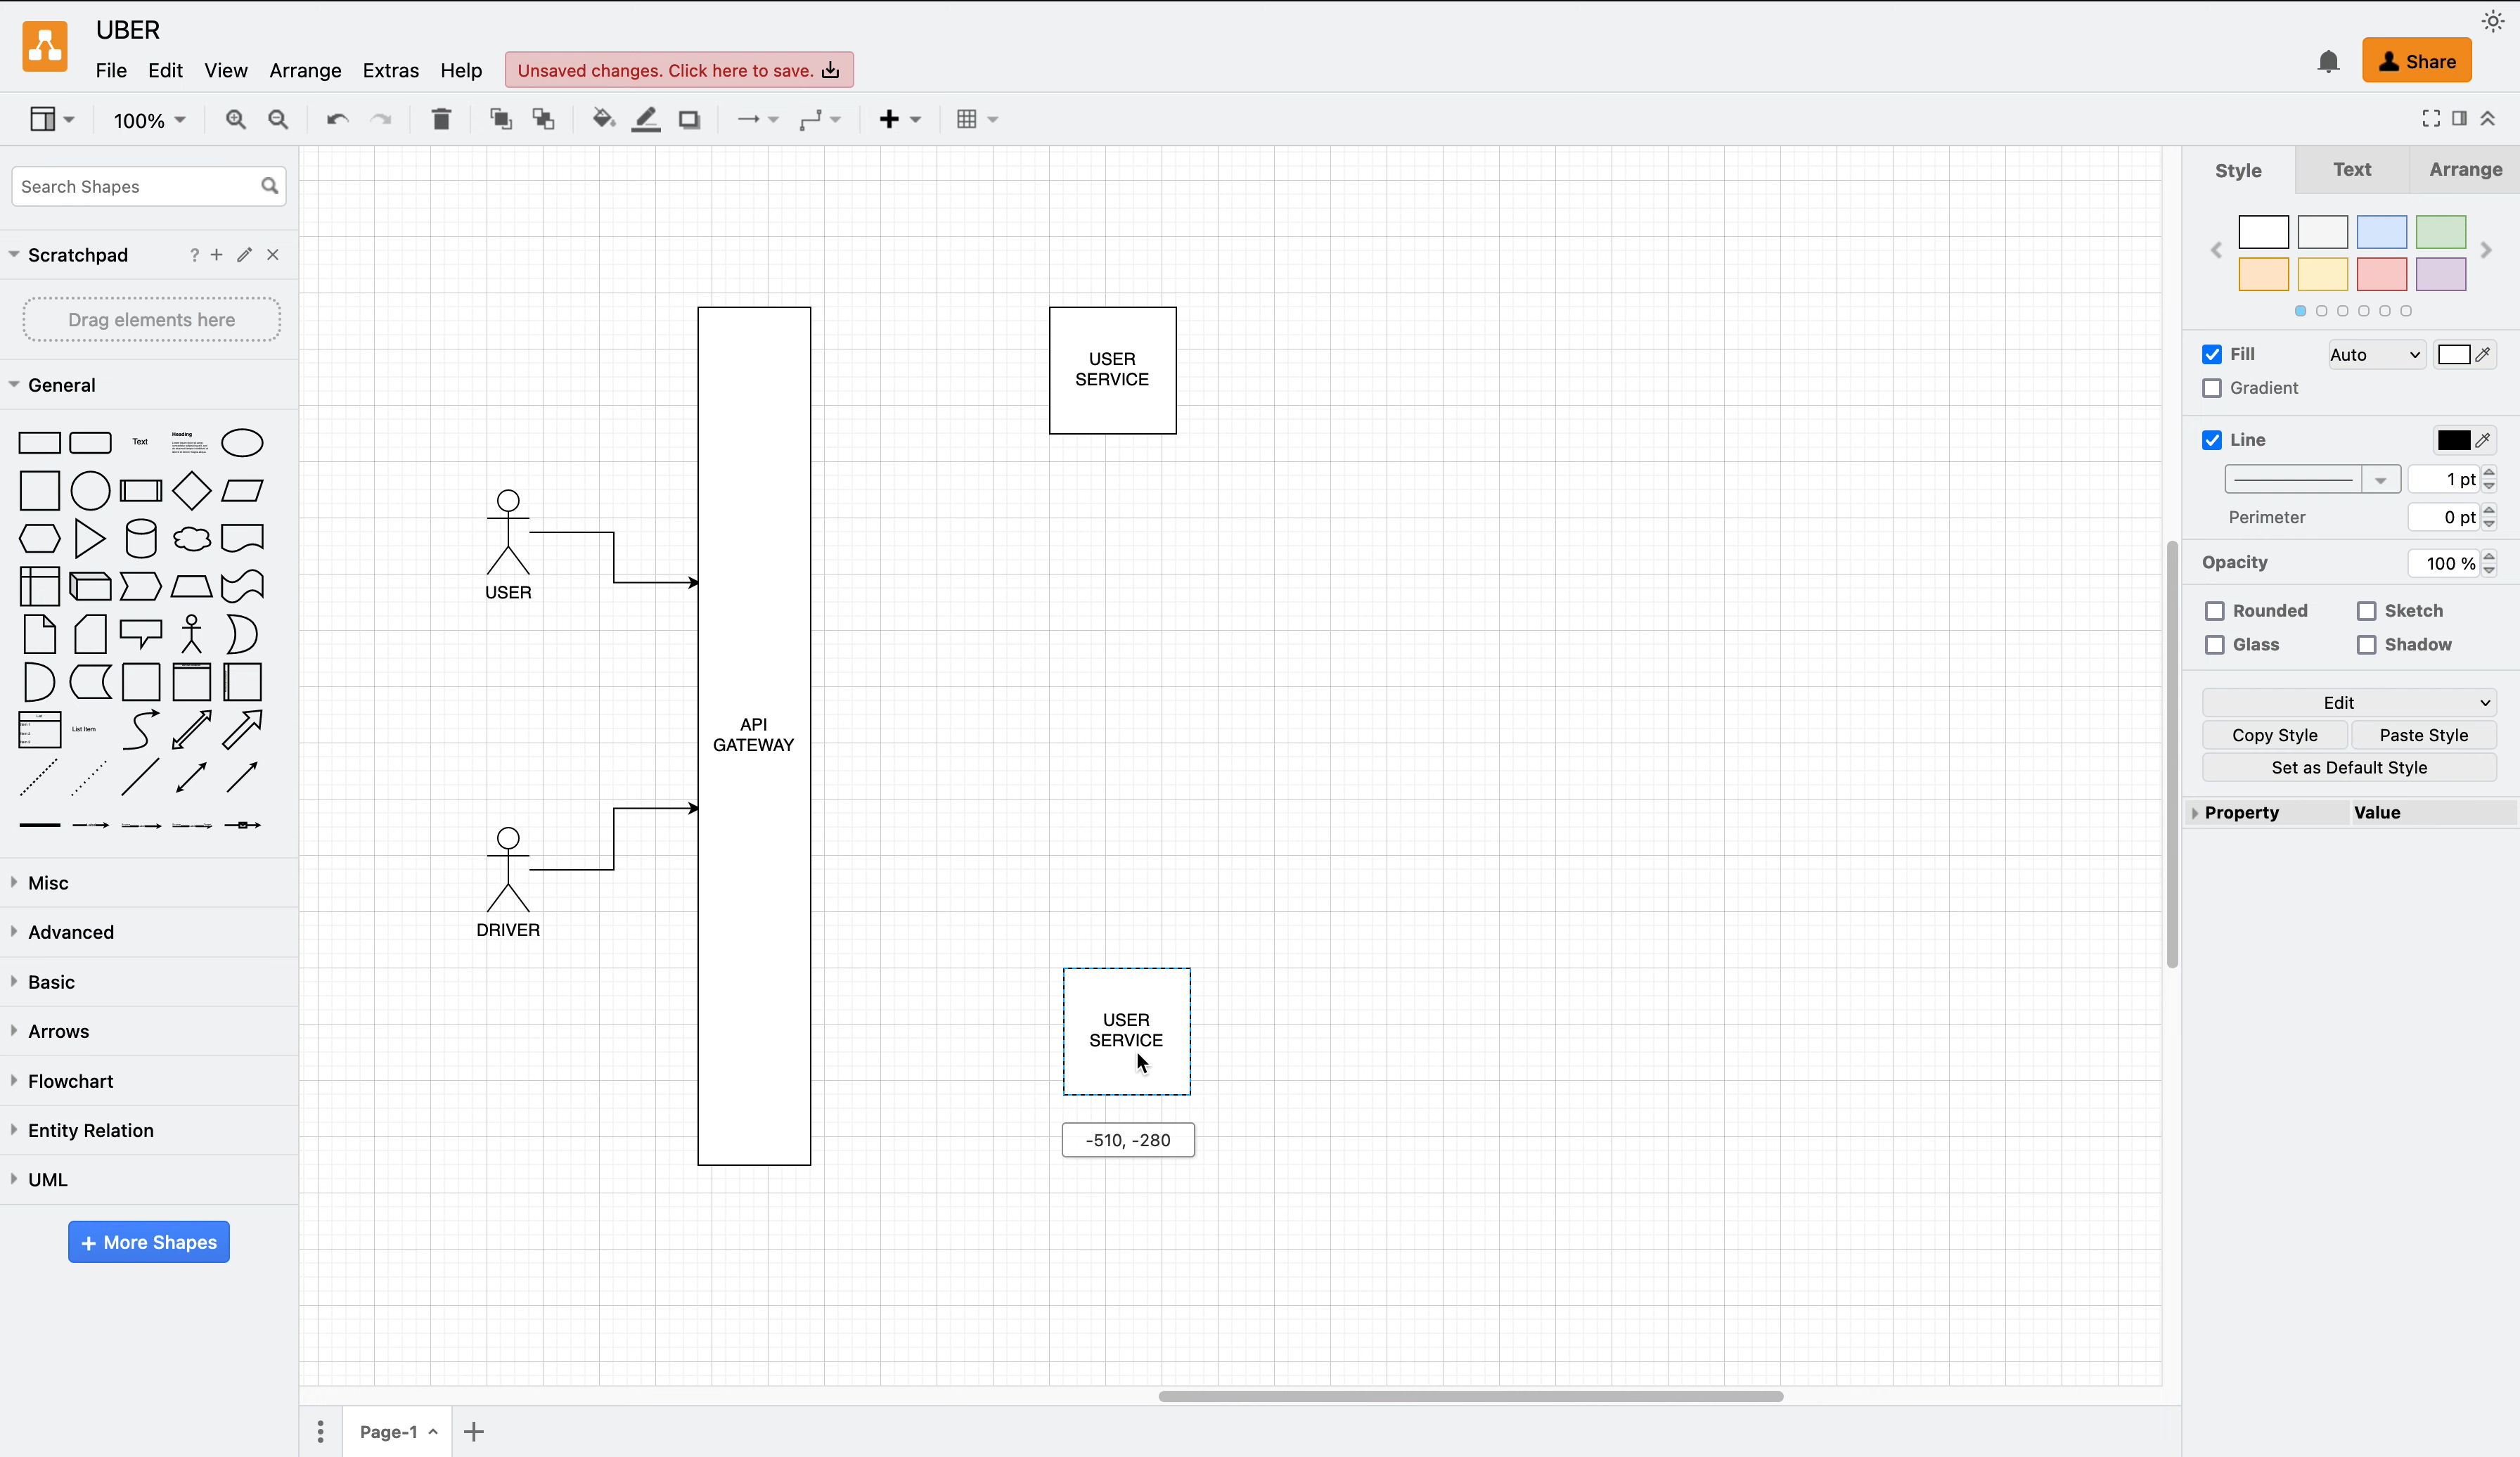 UBER
File Edit View Arrange Extras Help Unsaved changes. Click here to save.
Share
100%
Search Shapes
Scratchpad ? + ✕
Drag elements here
General
Text
Heading
List Item
Misc
Advanced
Basic
Arrows
Flowchart
Entity Relation
UML
+ More Shapes
USER
SERVICE
USER
API
GATEWAY
DRIVER
USER
SERVICE
-510, -280
Page-1
Style Text Arrange
Fill Auto
Gradient
Line
1 pt
Perimeter 0 pt
Opacity 100 %
Rounded Sketch
Glass Shadow
Edit
Copy Style Paste Style
Set as Default Style
Property Value